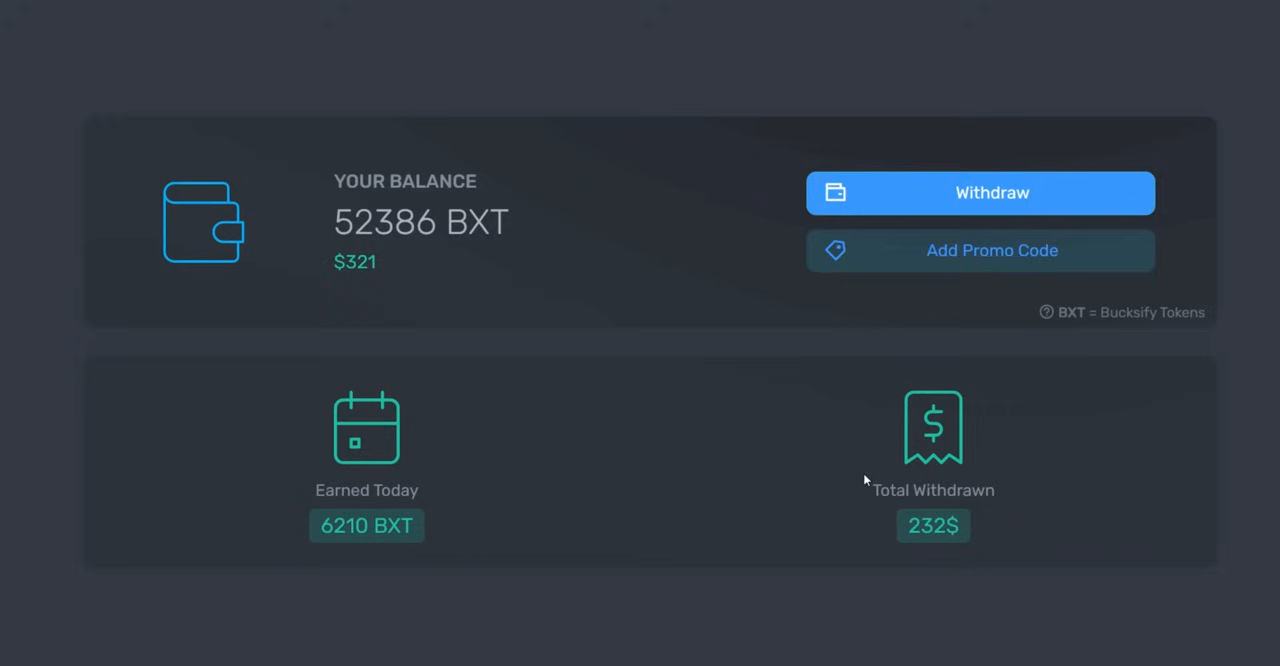 YOUR BALANCE
52386 BXT
$321
Withdraw
Add Promo Code
BXT = Bucksify Tokens
Earned Today
6210 BXT
Total Withdrawn
232$